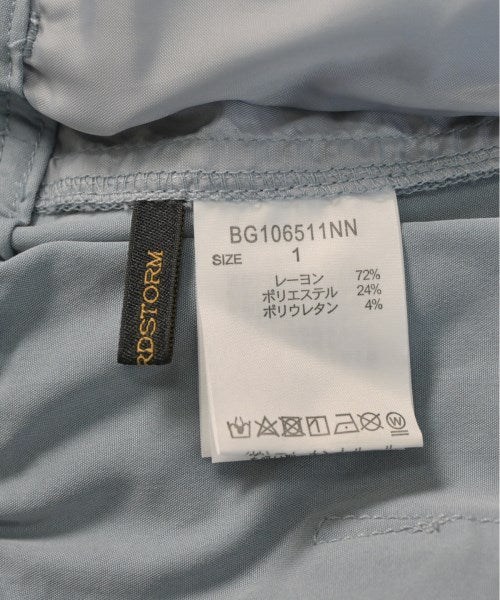 BG106511NN
SIZE 1
レーヨン 72%
ポリエステル 24%
ポリウレタン 4%
RDSTORM